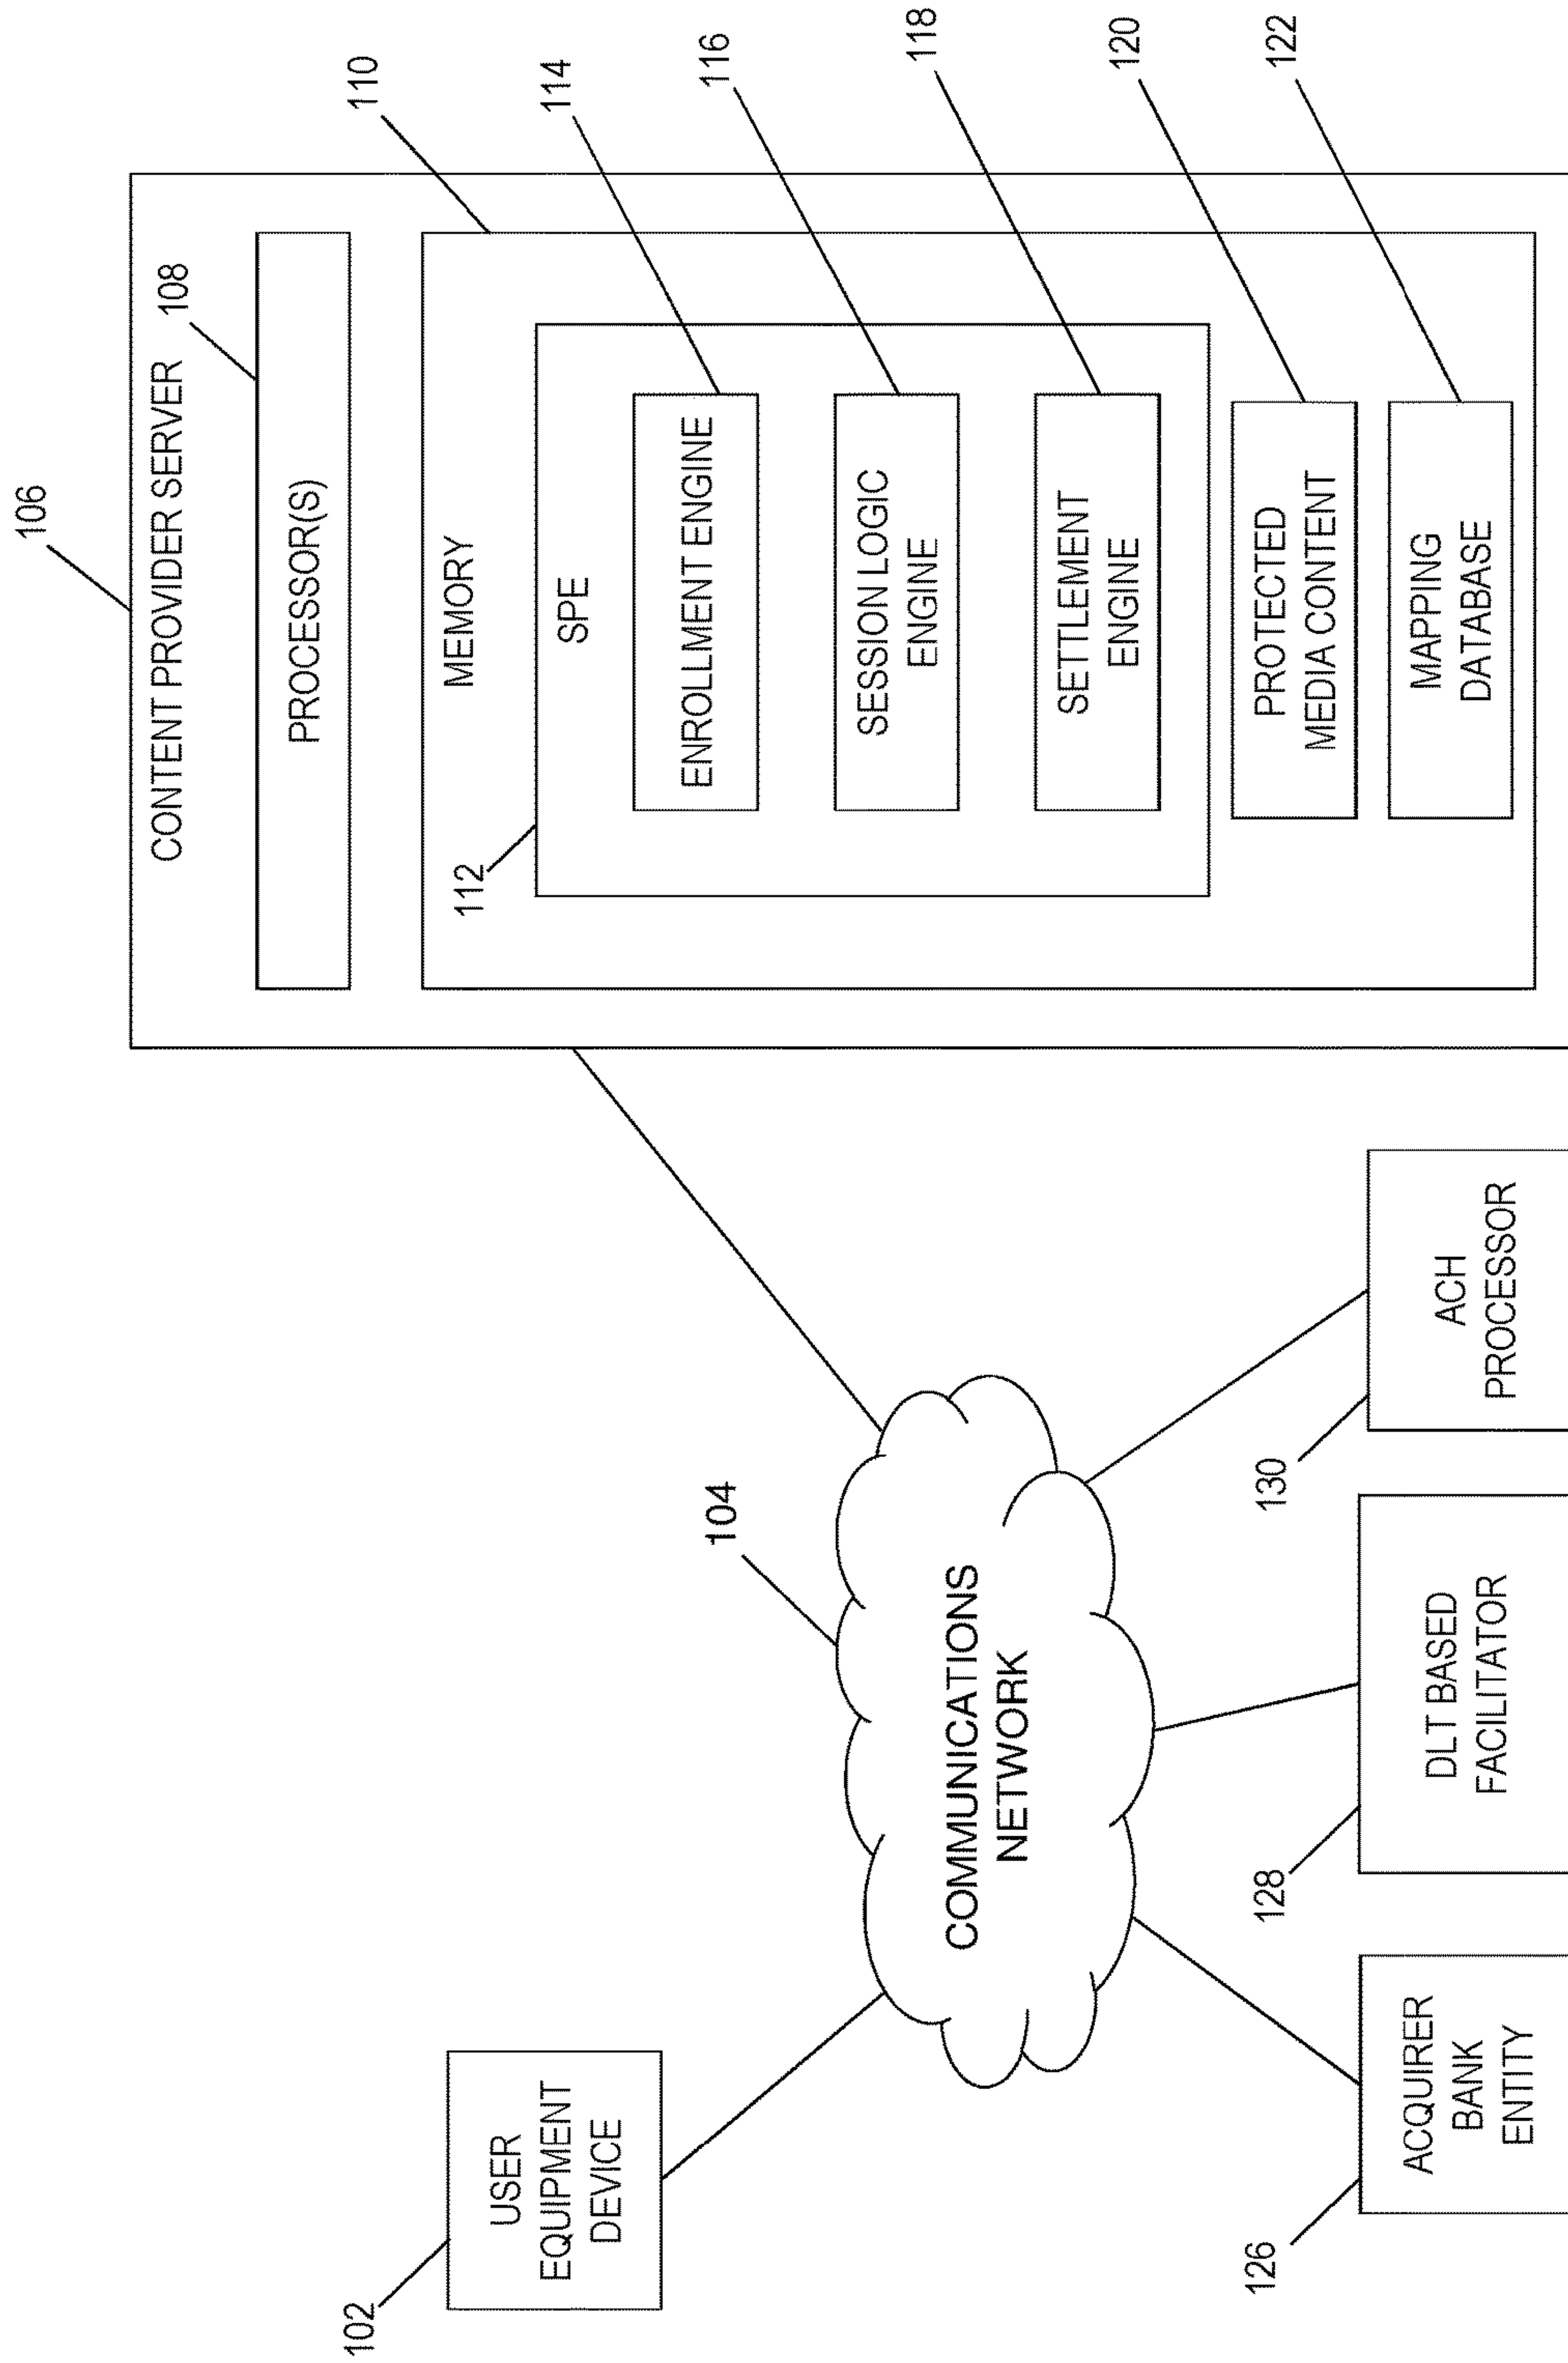 106
CONTENT PROVIDER SERVER
108
PROCESSOR(S)
110
MEMORY
112
SPE
114
ENROLLMENT ENGINE
116
SESSION LOGIC
ENGINE
118
SETTLEMENT
ENGINE
120
PROTECTED
MEDIA CONTENT
122
MAPPING
DATABASE
102
USER
EQUIPMENT
DEVICE
104
COMMUNICATIONS
NETWORK
126
ACQUIRER
BANK
ENTITY
128
DLT BASED
FACILITATOR
130
ACH
PROCESSOR